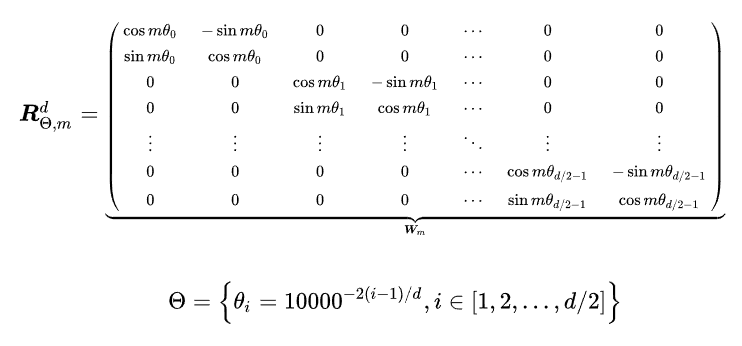 \boldsymbol{R}^d_{\Theta,m} = \underbrace{\begin{pmatrix} \cos m\theta_0 & -\sin m\theta_0 & 0 & 0 & \cdots & 0 & 0 \\ \sin m\theta_0 & \cos m\theta_0 & 0 & 0 & \cdots & 0 & 0 \\ 0 & 0 & \cos m\theta_1 & -\sin m\theta_1 & \cdots & 0 & 0 \\ 0 & 0 & \sin m\theta_1 & \cos m\theta_1 & \cdots & 0 & 0 \\ \vdots & \vdots & \vdots & \vdots & \ddots & \vdots & \vdots \\ 0 & 0 & 0 & 0 & \cdots & \cos m\theta_{d/2-1} & -\sin m\theta_{d/2-1} \\ 0 & 0 & 0 & 0 & \cdots & \sin m\theta_{d/2-1} & \cos m\theta_{d/2-1} \end{pmatrix}}_{\boldsymbol{W}_m}
\Theta = \left\{ \theta_i = 10000^{-2(i-1)/d}, i \in [1, 2, \ldots, d/2] \right\}